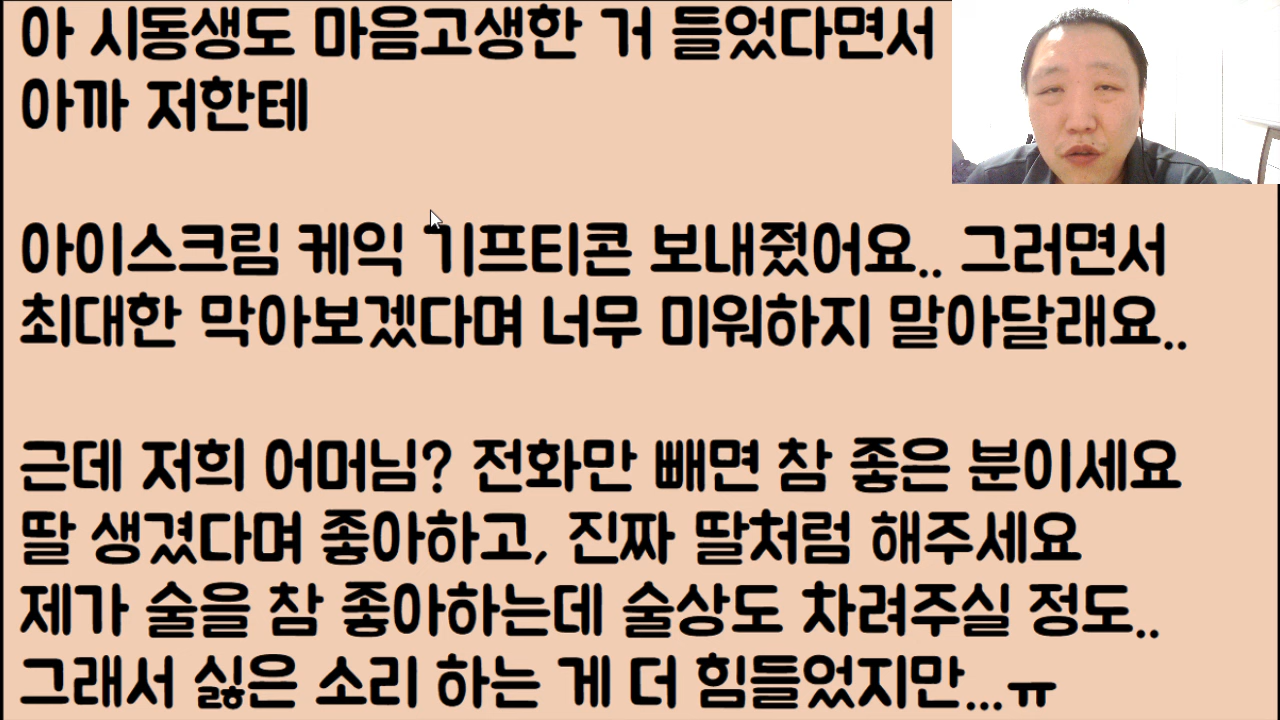 아 시동생도 마음고생한 거 들었다면서
아까 저한테
아이스크림 케익 기프티콘 보내줬어요.. 그러면서
최대한 막아보겠다며 너무 미워하지 말아달래요..
근데 저희 어머님? 전화만 빼면 참 좋은 분이세요
딸 생겼다며 좋아하고, 진짜 딸처럼 해주세요
제가 술을 참 좋아하는데 술상도 차려주실 정도..
그래서 싫은 소리 하는 게 더 힘들었지만...ㅠ